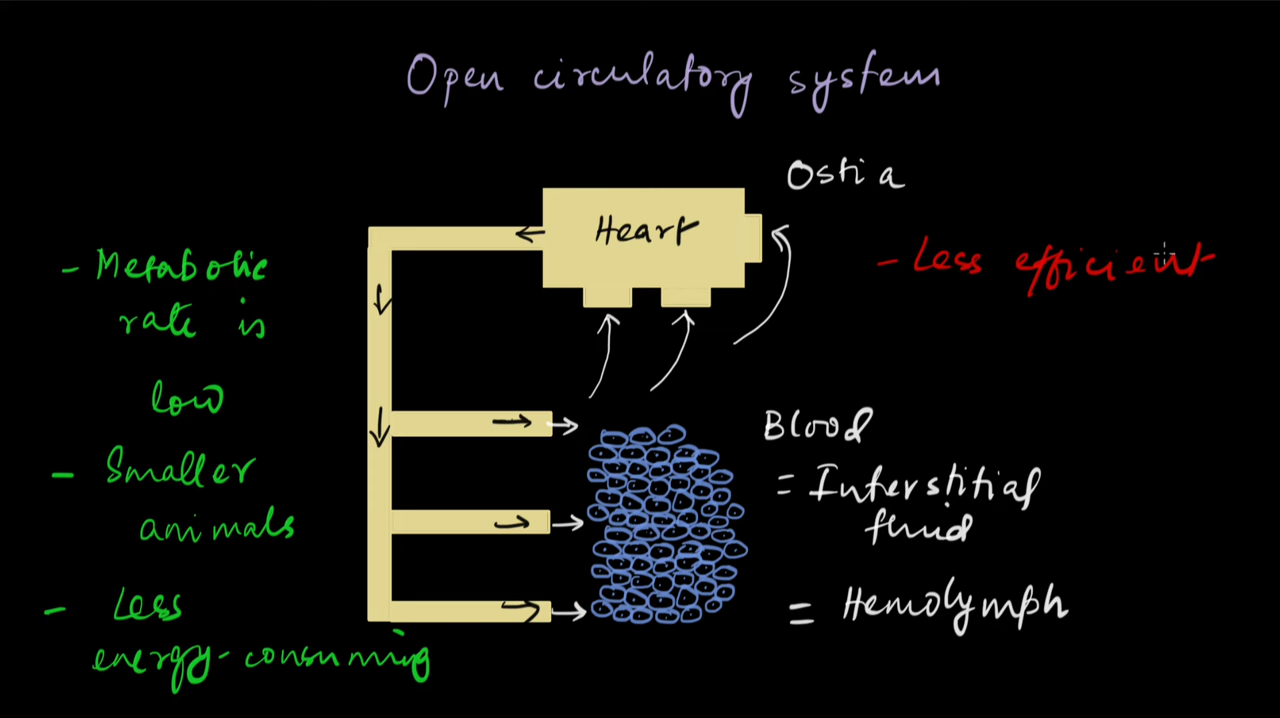 Open circulatory system
Ostia
Heart
- Less efficient
- Metabolic
rate is
low
- Smaller
animals
- Less
energy-consuming
Blood
= Interstitial
fluid
= Hemolymph